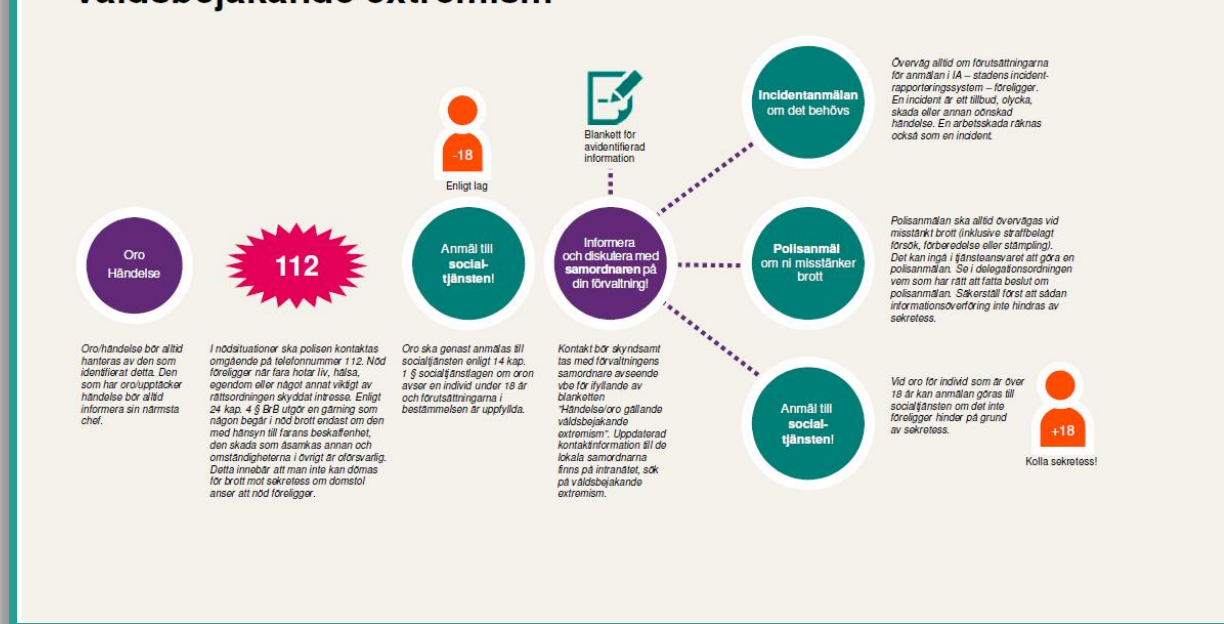 våldsbejakande extremism
-18
Enligt lag
Blankett för
avidentifierad
information
Incidentanmälan
om det behövs
Överväg alltid om förutsättningarna
för anmälan i IA – stadens incident-
rapporteringssystem – föreligger.
En incident är ett tillbud, olycka,
skada eller annan oönskad
händelse. En arbetsskada räknas
också som en incident.
Oro
Händelse
112
Anmäl till
social-
tjänsten!
Informera
och diskutera med
samordnaren på
din förvaltning!
Polisanmäl
om ni misstänker
brott
Polisanmälan ska alltid övervägas vid
misstänkt brott (inklusive straffbelagt
försök, förberedelse eller stämpling).
Det kan ingå i tjänsteansvaret att göra en
polisanmälan. Se i delegationsordningen
vem som har rätt att fatta beslut om
polisanmälan. Säkerställ först att sådan
informationsöverföring inte hindras av
sekretess.
Oro/händelse bör alltid
hanteras av den som
identifierat detta. Den
som har oro/upptäcker
händelse bör alltid
informera sin närmsta
chef.
I nödsituationer ska polisen kontaktas
omgående på telefonnummer 112. Nöd
föreligger när fara hotar liv, hälsa,
egendom eller något annat viktigt av
rättsordningen skyddat intresse. Enligt
24 kap. 4 § BrB utgör en gärning som
någon begår i nöd brott endast om den
med hänsyn till farans beskaffenhet,
den skada som åsamkas annan och
omständigheterna i övrigt är oförsvarlig.
Detta innebär att man inte kan dömas
för brott mot sekretess om domstol
anser att nöd föreligger.
Oro ska genast anmälas till
socialtjänsten enligt 14 kap.
1 § socialtjänstlagen om oron
avser en individ under 18 år
och förutsättningarna i
bestämmelsen är uppfyllda.
Kontakt bör skyndsamt
tas med förvaltningens
samordnare avseende
vbe för ifyllande av
blanketten
"Händelse/oro gällande
våldsbejakande
extremism". Uppdaterad
kontaktinformation till de
lokala samordnarna
finns på intranätet, sök
på våldsbejakande
extremism.
Anmäl till
social-
tjänsten!
Vid oro för individ som är över
18 år kan anmälan göras till
socialtjänsten om det inte
föreligger hinder på grund
av sekretess.
+18
Kolla sekretess!